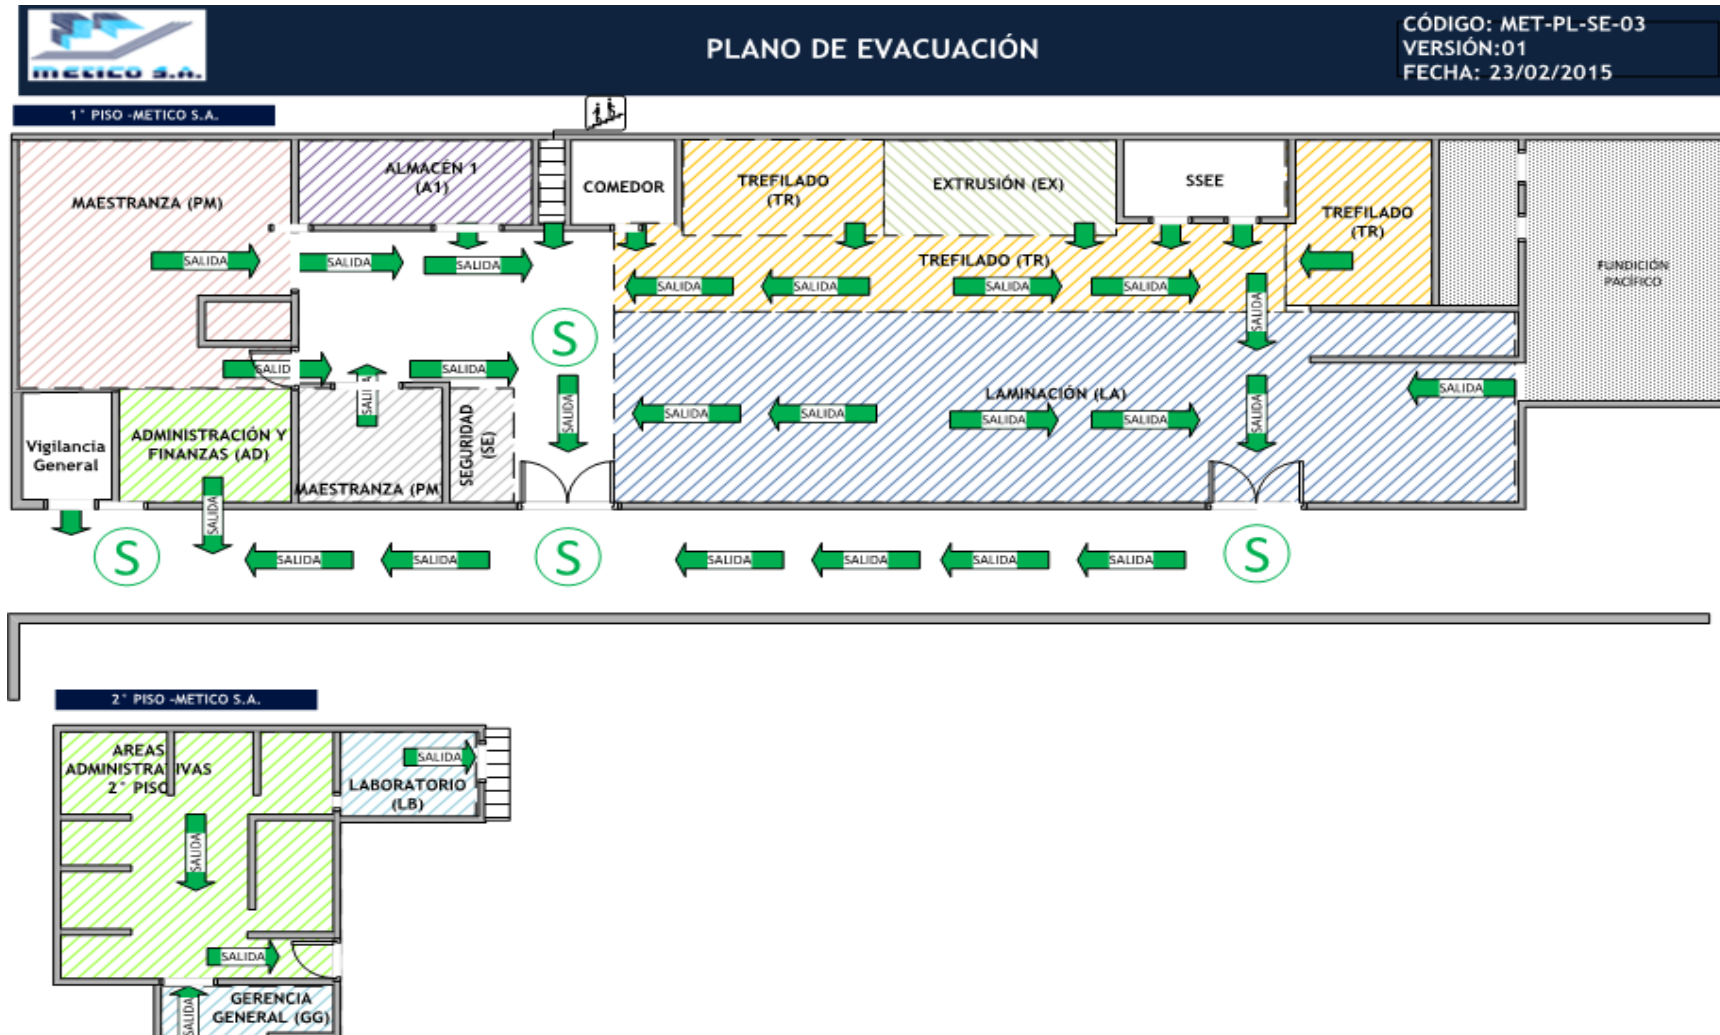 METICO S.A.
PLANO DE EVACUACIÓN
CÓDIGO: MET-PL-SE-03
VERSIÓN:01
FECHA: 23/02/2015
1° PISO -METICO S.A.
MAESTRANZA (PM)
ALMACÉN 1
(A1)
COMEDOR
TREFILADO
(TR)
EXTRUSIÓN (EX)
SSEE
TREFILADO
(TR)
FUNDICIÓN
PACIFICO
SALIDA
SALIDA
SALIDA
TREFILADO (TR)
SALIDA
SALIDA
SALIDA
SALIDA
SALIDA
S
SALID
SALI
SALIDA
SALIDA
LAMINACIÓN (LA)
SALIDA
SALIDA
SALIDA
SALIDA
SALIDA
SALIDA
Vigilancia
General
ADMINISTRACIÓN Y
FINANZAS (AD)
MAESTRANZA (PM
SEGURIDAD
(SE)
SALIDA
S
SALIDA
SALIDA
S
SALIDA
SALIDA
SALIDA
SALIDA
S
2° PISO -METICO S.A.
AREAS
ADMINISTRATIVAS
2° PISO
SALIDA
LABORATORIO
(LB)
SALIDA
SALIDA
SALIDA
GERENCIA
GENERAL (GG)